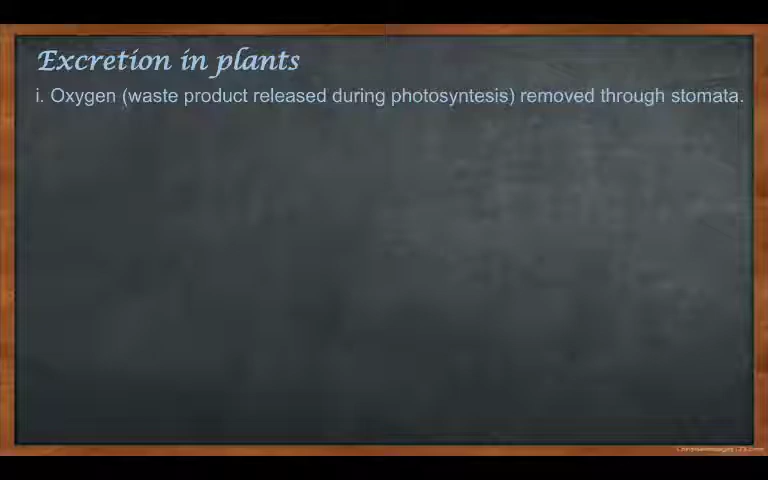 Excretion in plants
i. Oxygen (waste product released during photosyntesis) removed through stomata.